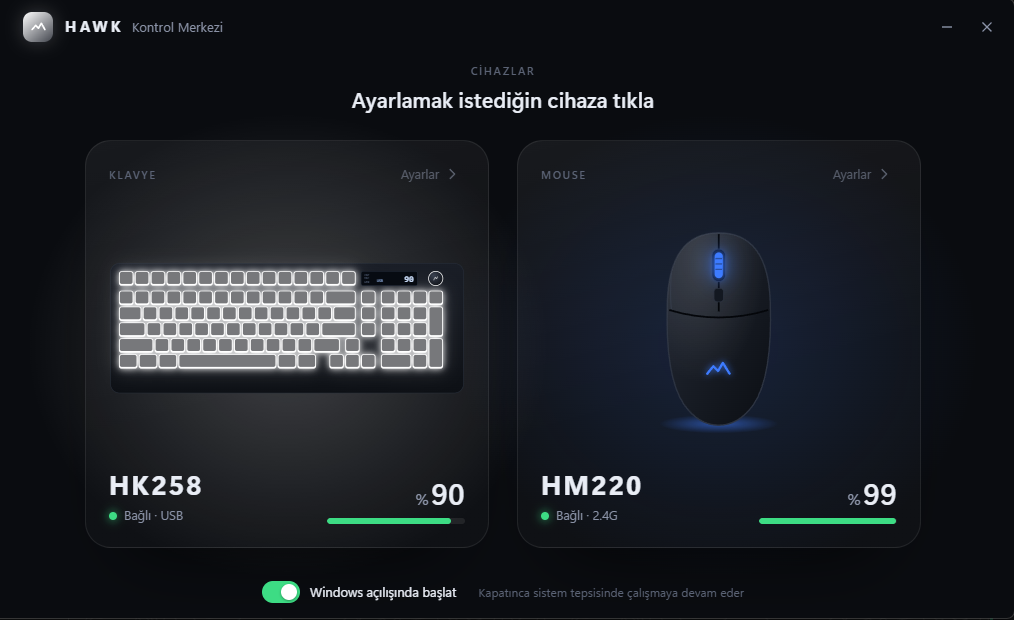 HAWK Kontrol Merkezi
CİHAZLAR
Ayarlamak istediğin cihaza tıkla
KLAVYE
Ayarlar
90
HK258
Bağlı · USB
%90
MOUSE
Ayarlar
HM220
Bağlı · 2.4G
%99
Windows açılışında başlat
Kapatınca sistem tepsisinde çalışmaya devam eder